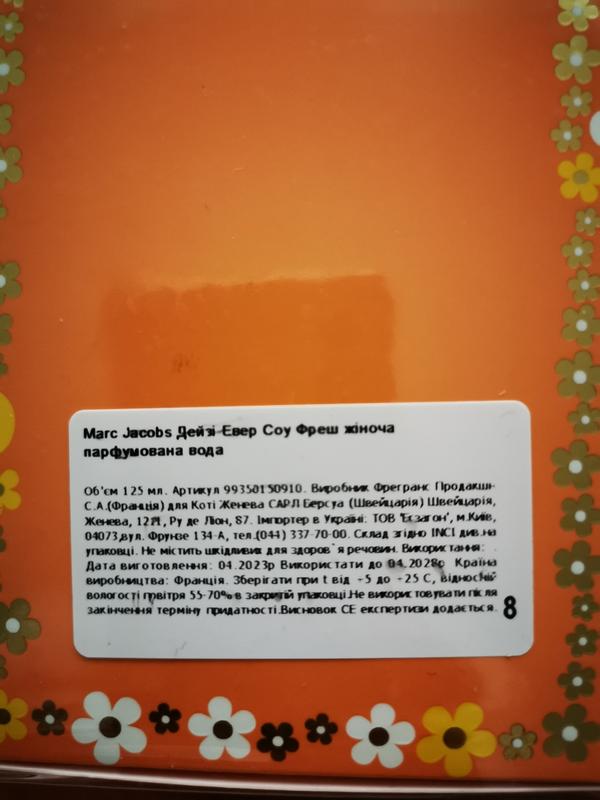 Marc Jacobs Дейзі Евер Соу Фреш жіноча
парфумована вода
Об'єм 125 мл. Артикул 99350150910. Виробник Фрегранс Продакшн
С.А.(Франція) для Коті Женева САРЛ Берсуа (Швейцарія) Швейцарія,
Женева, 1211, Ру де Ліон, 87. Імпортер в Україні: ТОВ "Екзагон", м.Київ,
04073,вул. Фрунзе 134-А, тел.(044) 337-70-00. Склад згідно INCI див.на
упаковці. Не містить шкідливих для здоров`я речовин. Використання:
Дата виготовлення: 04.2023р Використати до 04.2028р Країна
виробництва: Франція. Зберігати при t від +5 до +25 С, відносній
вологості повітря 55-70% в закритій упаковці.Не використовувати після
закінчення терміну придатності.Висновок СЕ експертизи додається.
8